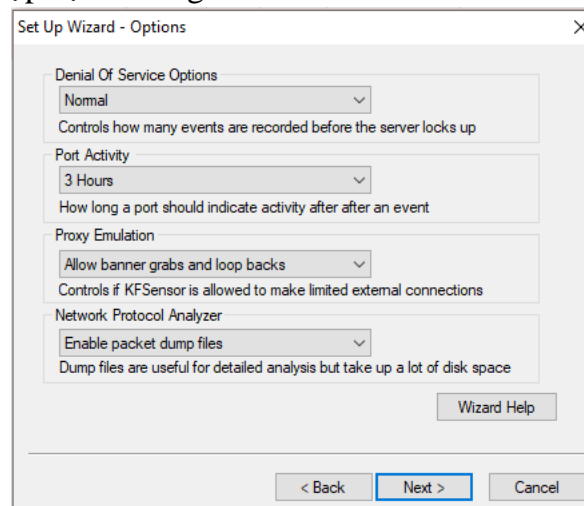 Set Up Wizard - Options
Denial Of Service Options
Normal
Controls how many events are recorded before the server locks up
Port Activity
3 Hours
How long a port should indicate activity after after an event
Proxy Emulation
Allow banner grabs and loop backs
Controls if KFSensor is allowed to make limited external connections
Network Protocol Analyzer
Enable packet dump files
Dump files are useful for detailed analysis but take up a lot of disk space
Wizard Help
< Back Next > Cancel